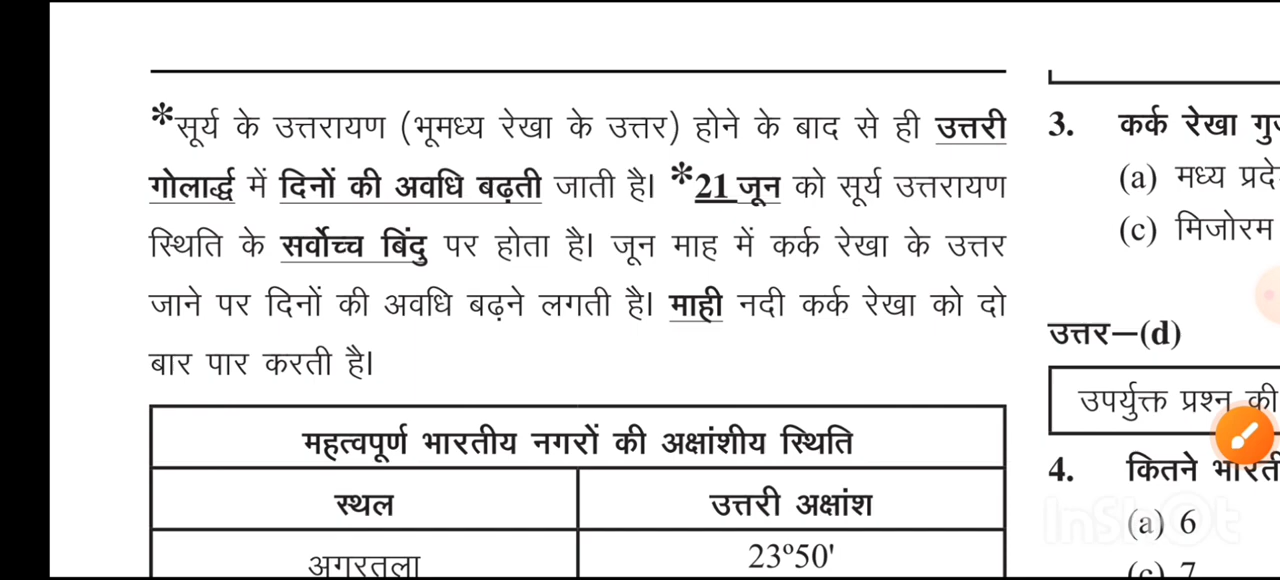 *सूर्य के उत्तरायण (भूमध्य रेखा के उत्तर) होने के बाद से ही उत्तरी
गोलार्द्ध में दिनों की अवधि बढ़ती जाती है। *21 जून को सूर्य उत्तरायण
स्थिति के सर्वोच्च बिंदु पर होता है। जून माह में कर्क रेखा के उत्तर
जाने पर दिनों की अवधि बढ़ने लगती है। माही नदी कर्क रेखा को दो
बार पार करती है।
महत्वपूर्ण भारतीय नगरों की अक्षांशीय स्थिति
स्थल उत्तरी अक्षांश
अगरतला 23°50'
3. कर्क रेखा
(a) मध्य
(c) मिजोरम
उत्तर–(d)
उपर्युक्त प्रश्न की
4. कितने
(a) 6
(c) 7
InShot